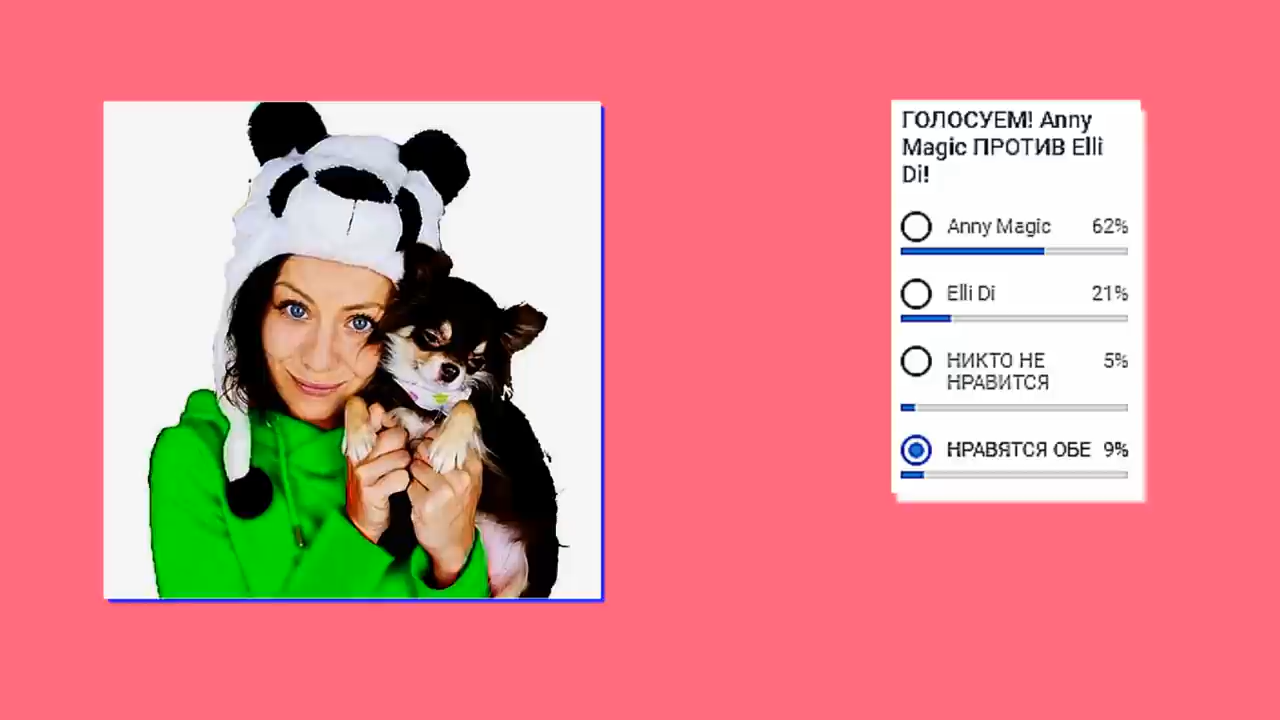 ГОЛОСУЕМ! Anny
Magic ПРОТИВ Elli
Di!
Anny Magic 62%
Elli Di 21%
НИКТО НЕ 5%
НРАВИТСЯ
НРАВЯТСЯ ОБЕ 9%